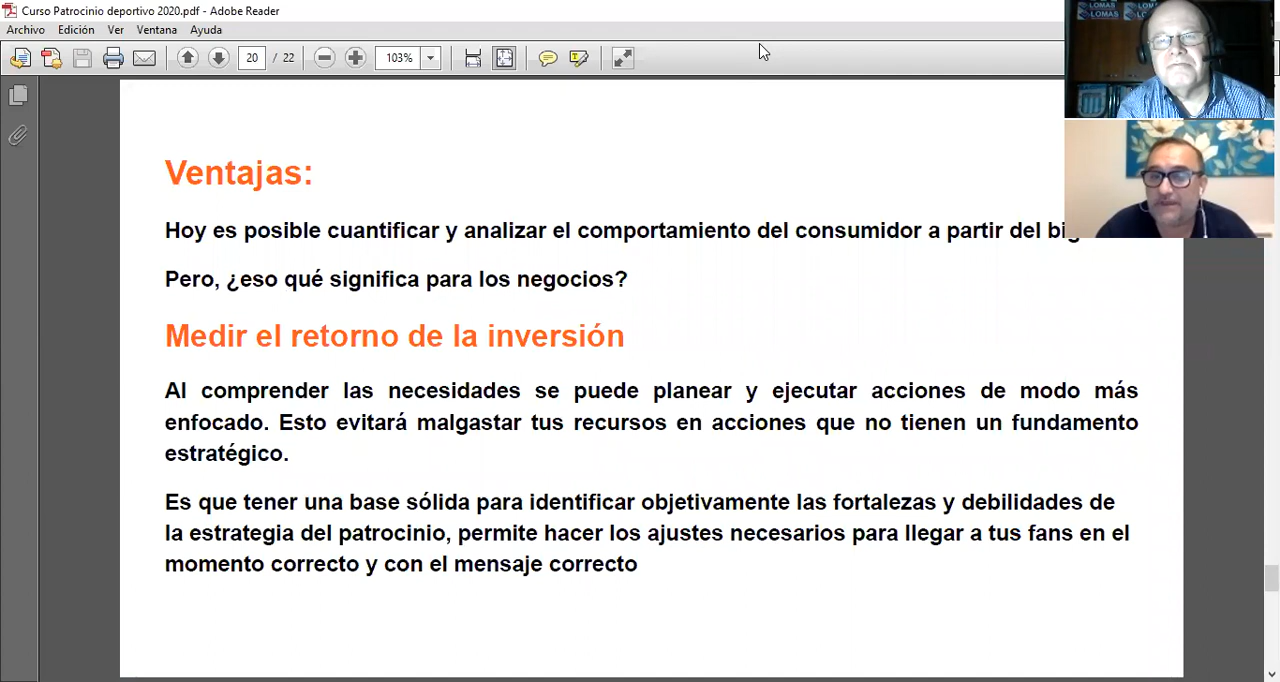 Curso Patrocinio deportivo 2020.pdf - Adobe Reader
Archivo Edición Ver Ventana Ayuda
20 / 22 103%
LOMAS LOMAS
LOMAS LOMAS
Ventajas:
Hoy es posible cuantificar y analizar el comportamiento del consumidor a partir del big
Pero, ¿eso qué significa para los negocios?
Medir el retorno de la inversión
Al comprender las necesidades se puede planear y ejecutar acciones de modo más
enfocado. Esto evitará malgastar tus recursos en acciones que no tienen un fundamento
estratégico.
Es que tener una base sólida para identificar objetivamente las fortalezas y debilidades de
la estrategia del patrocinio, permite hacer los ajustes necesarios para llegar a tus fans en el
momento correcto y con el mensaje correcto